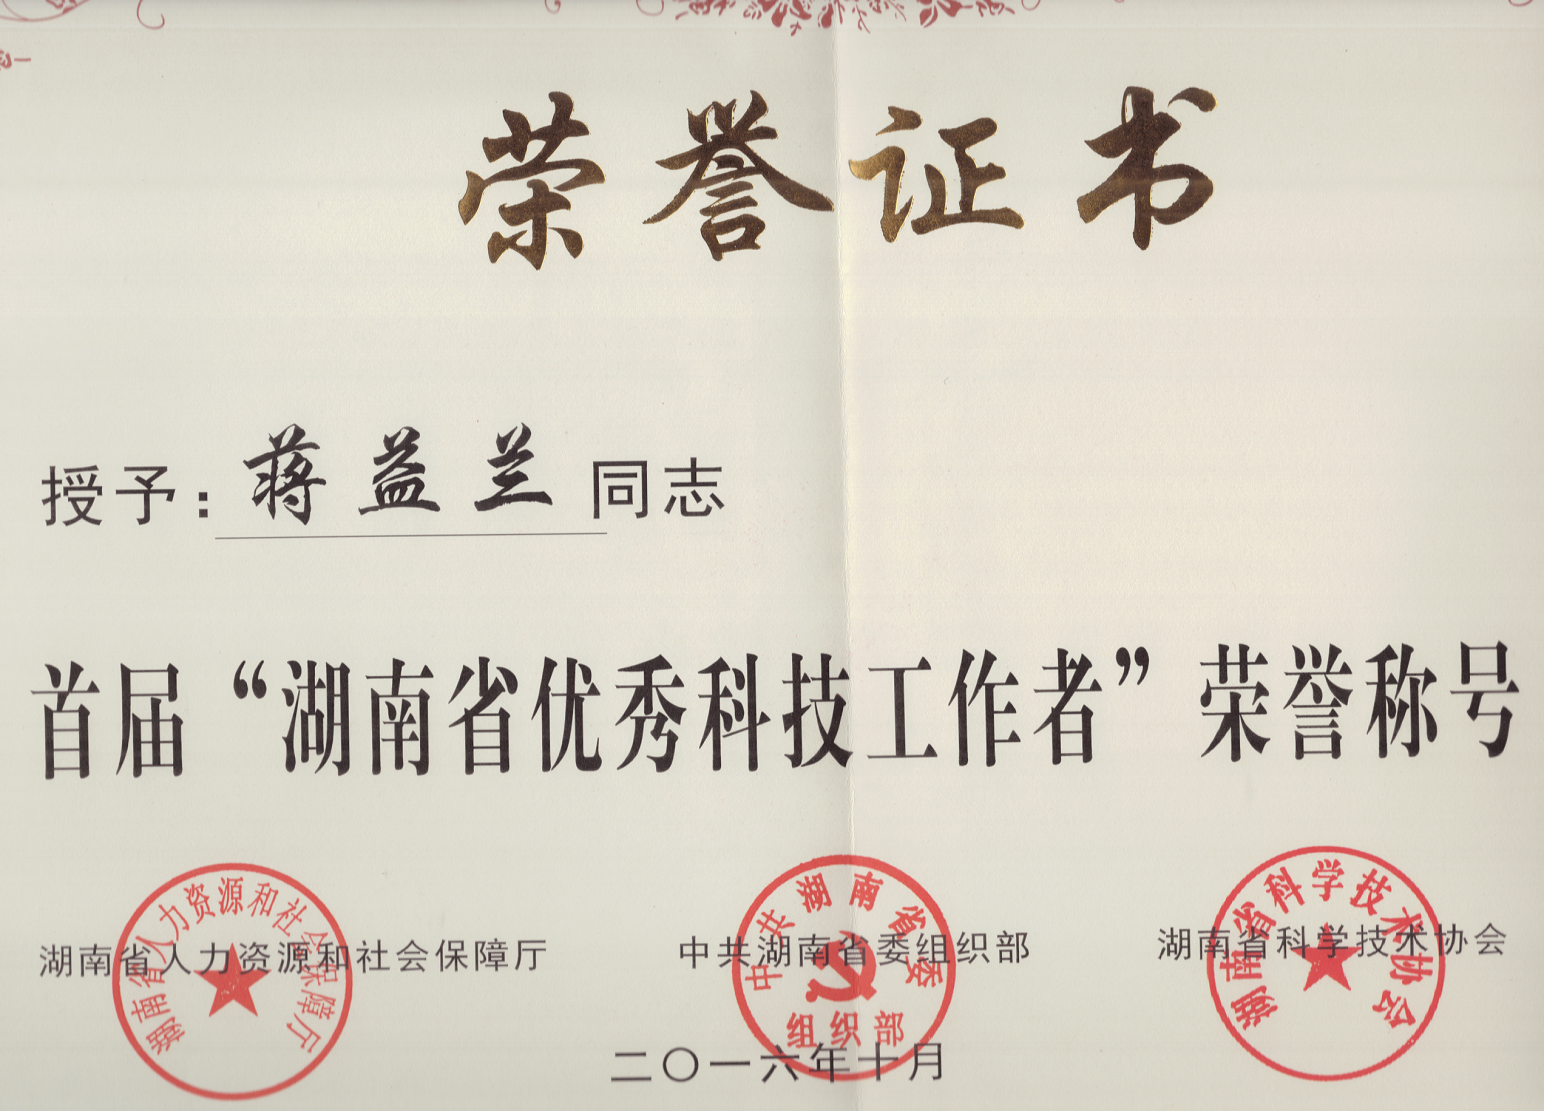 荣誉证书
授予：蒋益兰同志
首届“湖南省优秀科技工作者”荣誉称号
湖南省人力资源和社会保障厅 中共湖南省委组织部 湖南省科学技术协会
二〇一六年十月
湖南省人力资源和社会保障厅
中共湖南省委
组织部
湖南省科学技术协会